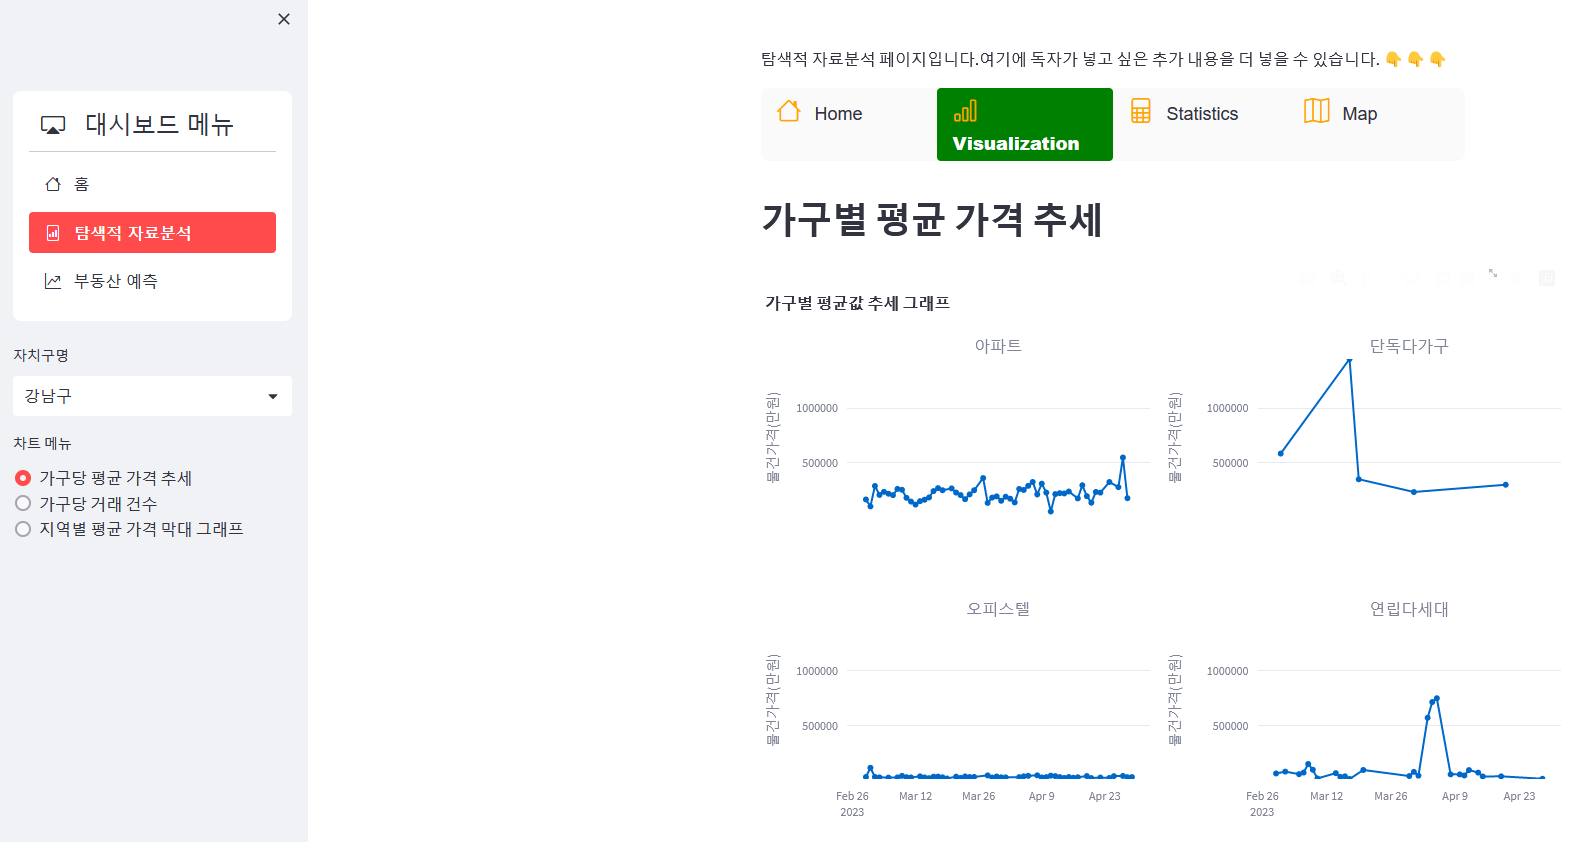 대시보드 메뉴
홈
탐색적 자료분석
부동산 예측
자치구명
강남구
차트 메뉴
가구당 평균 가격 추세
가구당 거래 건수
지역별 평균 가격 막대 그래프
탐색적 자료분석 페이지입니다.여기에 독자가 넣고 싶은 추가 내용을 더 넣을 수 있습니다. 👇 👇 👇
Home
Visualization
Statistics
Map
가구별 평균 가격 추세
가구별 평균값 추세 그래프
아파트
물건가격(만원)
1000000
500000
단독다가구
물건가격(만원)
1000000
500000
오피스텔
물건가격(만원)
1000000
500000
Feb 26
2023
Mar 12
Mar 26
Apr 9
Apr 23
연립다세대
물건가격(만원)
1000000
500000
Feb 26
2023
Mar 12
Mar 26
Apr 9
Apr 23